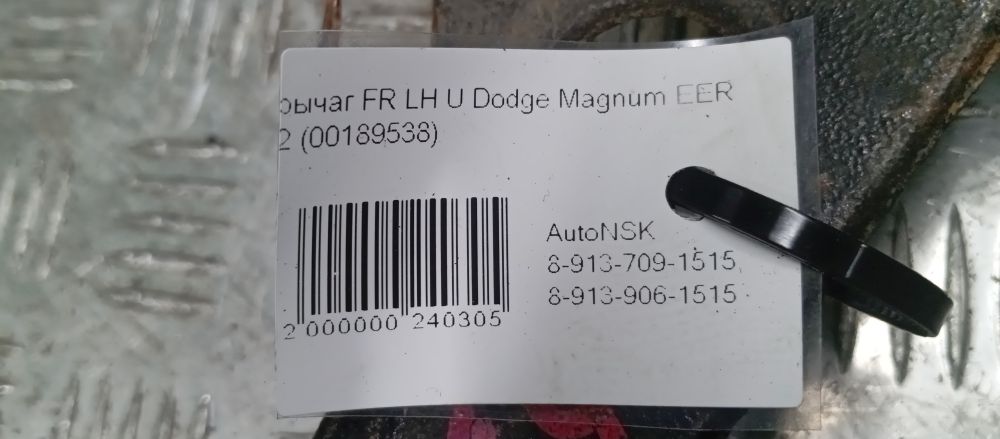 рычаг FR LH U Dodge Magnum EER
2 (00189538)
AutoNSK
8-913-709-1515
8-913-906-1515
2 000000 240305